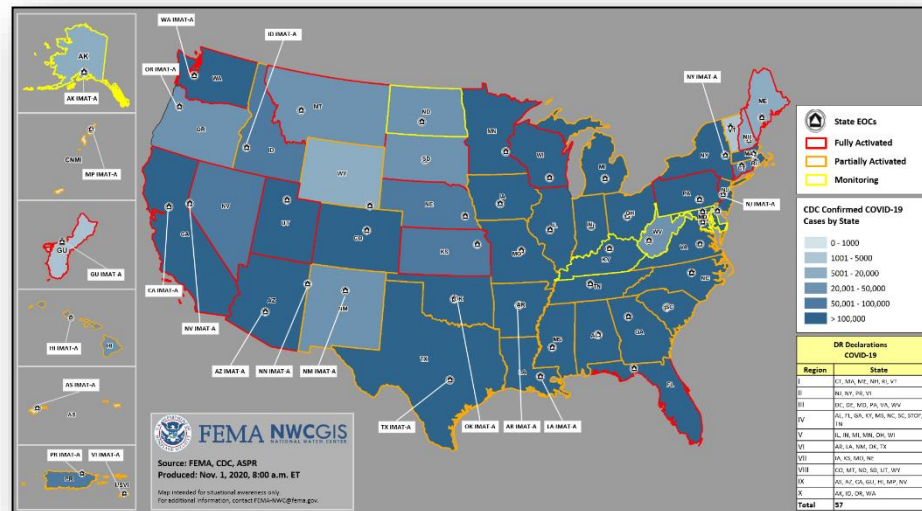 WA IMAT-A
ID IMAT-A
OR IMAT-A
NY IMAT-A
AK
AK IMAT-A
CNMI
MP IMAT-A
GU
GU IMAT-A
HI IMAT-A
HI
AS IMAT-A
AS
PR IMAT-A
VI IMAT-A
PR
USVI
WA
MT
ND
MN
ME
OR
ID
WY
SD
WI
MI
NY
VT
NH
MA
NV
UT
CO
NE
IA
IL
IN
OH
PA
NJ
CA
AZ
NM
KS
MO
KY
WV
VA
NC
OK
AR
TN
SC
TX
LA
MS
AL
GA
FL
NJ IMAT-A
CA IMAT-A
NV IMAT-A
AZ IMAT-A
NN IMAT-A
NM IMAT-A
TX IMAT-A
OK IMAT-A
AR IMAT-A
LA IMAT-A
State EOCs
Fully Activated
Partially Activated
Monitoring
CDC Confirmed COVID-19
Cases by State
0 - 1000
1001 - 5000
5001 - 20,000
20,001 - 50,000
50,001 - 100,000
> 100,000
DR Declarations
COVID-19
Region State
I CT, MA, ME, NH, RI, VT
II NJ, NY, PR, VI
III DC, DE, MD, PA, VA, WV
IV AL, FL, GA, KY, MS, NC, SC, STOF,
TN
V IL, IN, MI, MN, OH, WI
VI AR, LA, NM, OK, TX
VII IA, KS, MO, NE
VIII CO, MT, ND, SD, UT, WY
IX AS, AZ, CA, GU, HI, MP, NV
X AK, ID, OR, WA
Total 57
FEMA NWCGIS
NATIONAL WATCH CENTER
Source: FEMA, CDC, ASPR
Produced: Nov. 1, 2020, 8:00 a.m. ET
Map intended for situational awareness only.
For additional information, contact FEMA-NWC@fema.gov.